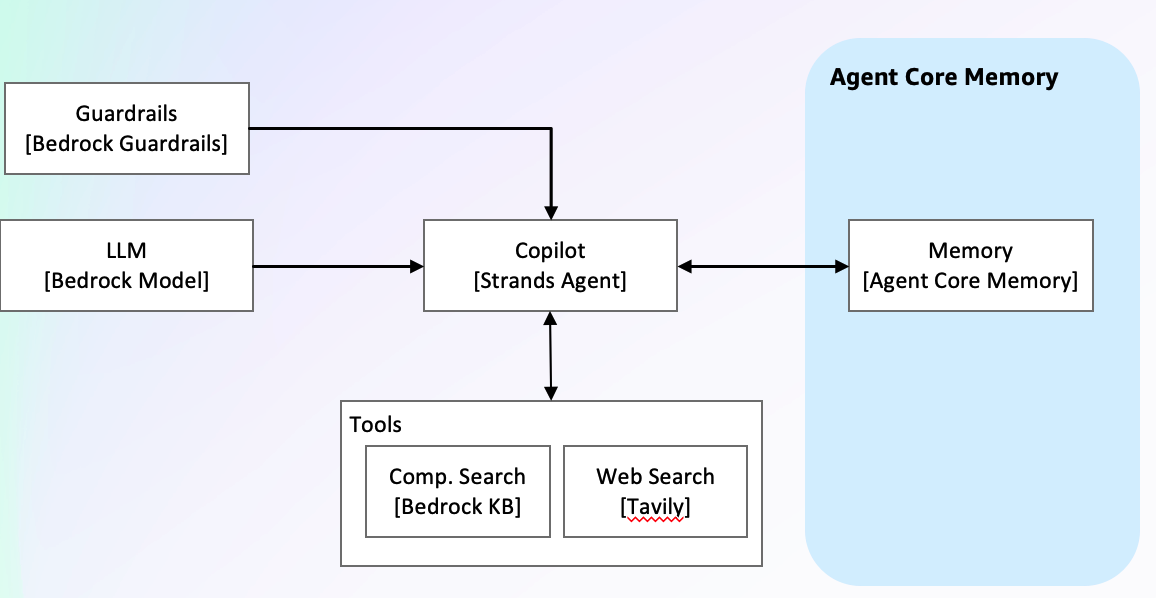 Agent Core Memory
Guardrails
[Bedrock Guardrails]
LLM
[Bedrock Model]
Copilot
[Strands Agent]
Memory
[Agent Core Memory]
Tools
Comp. Search
[Bedrock KB]
Web Search
[Tavily]